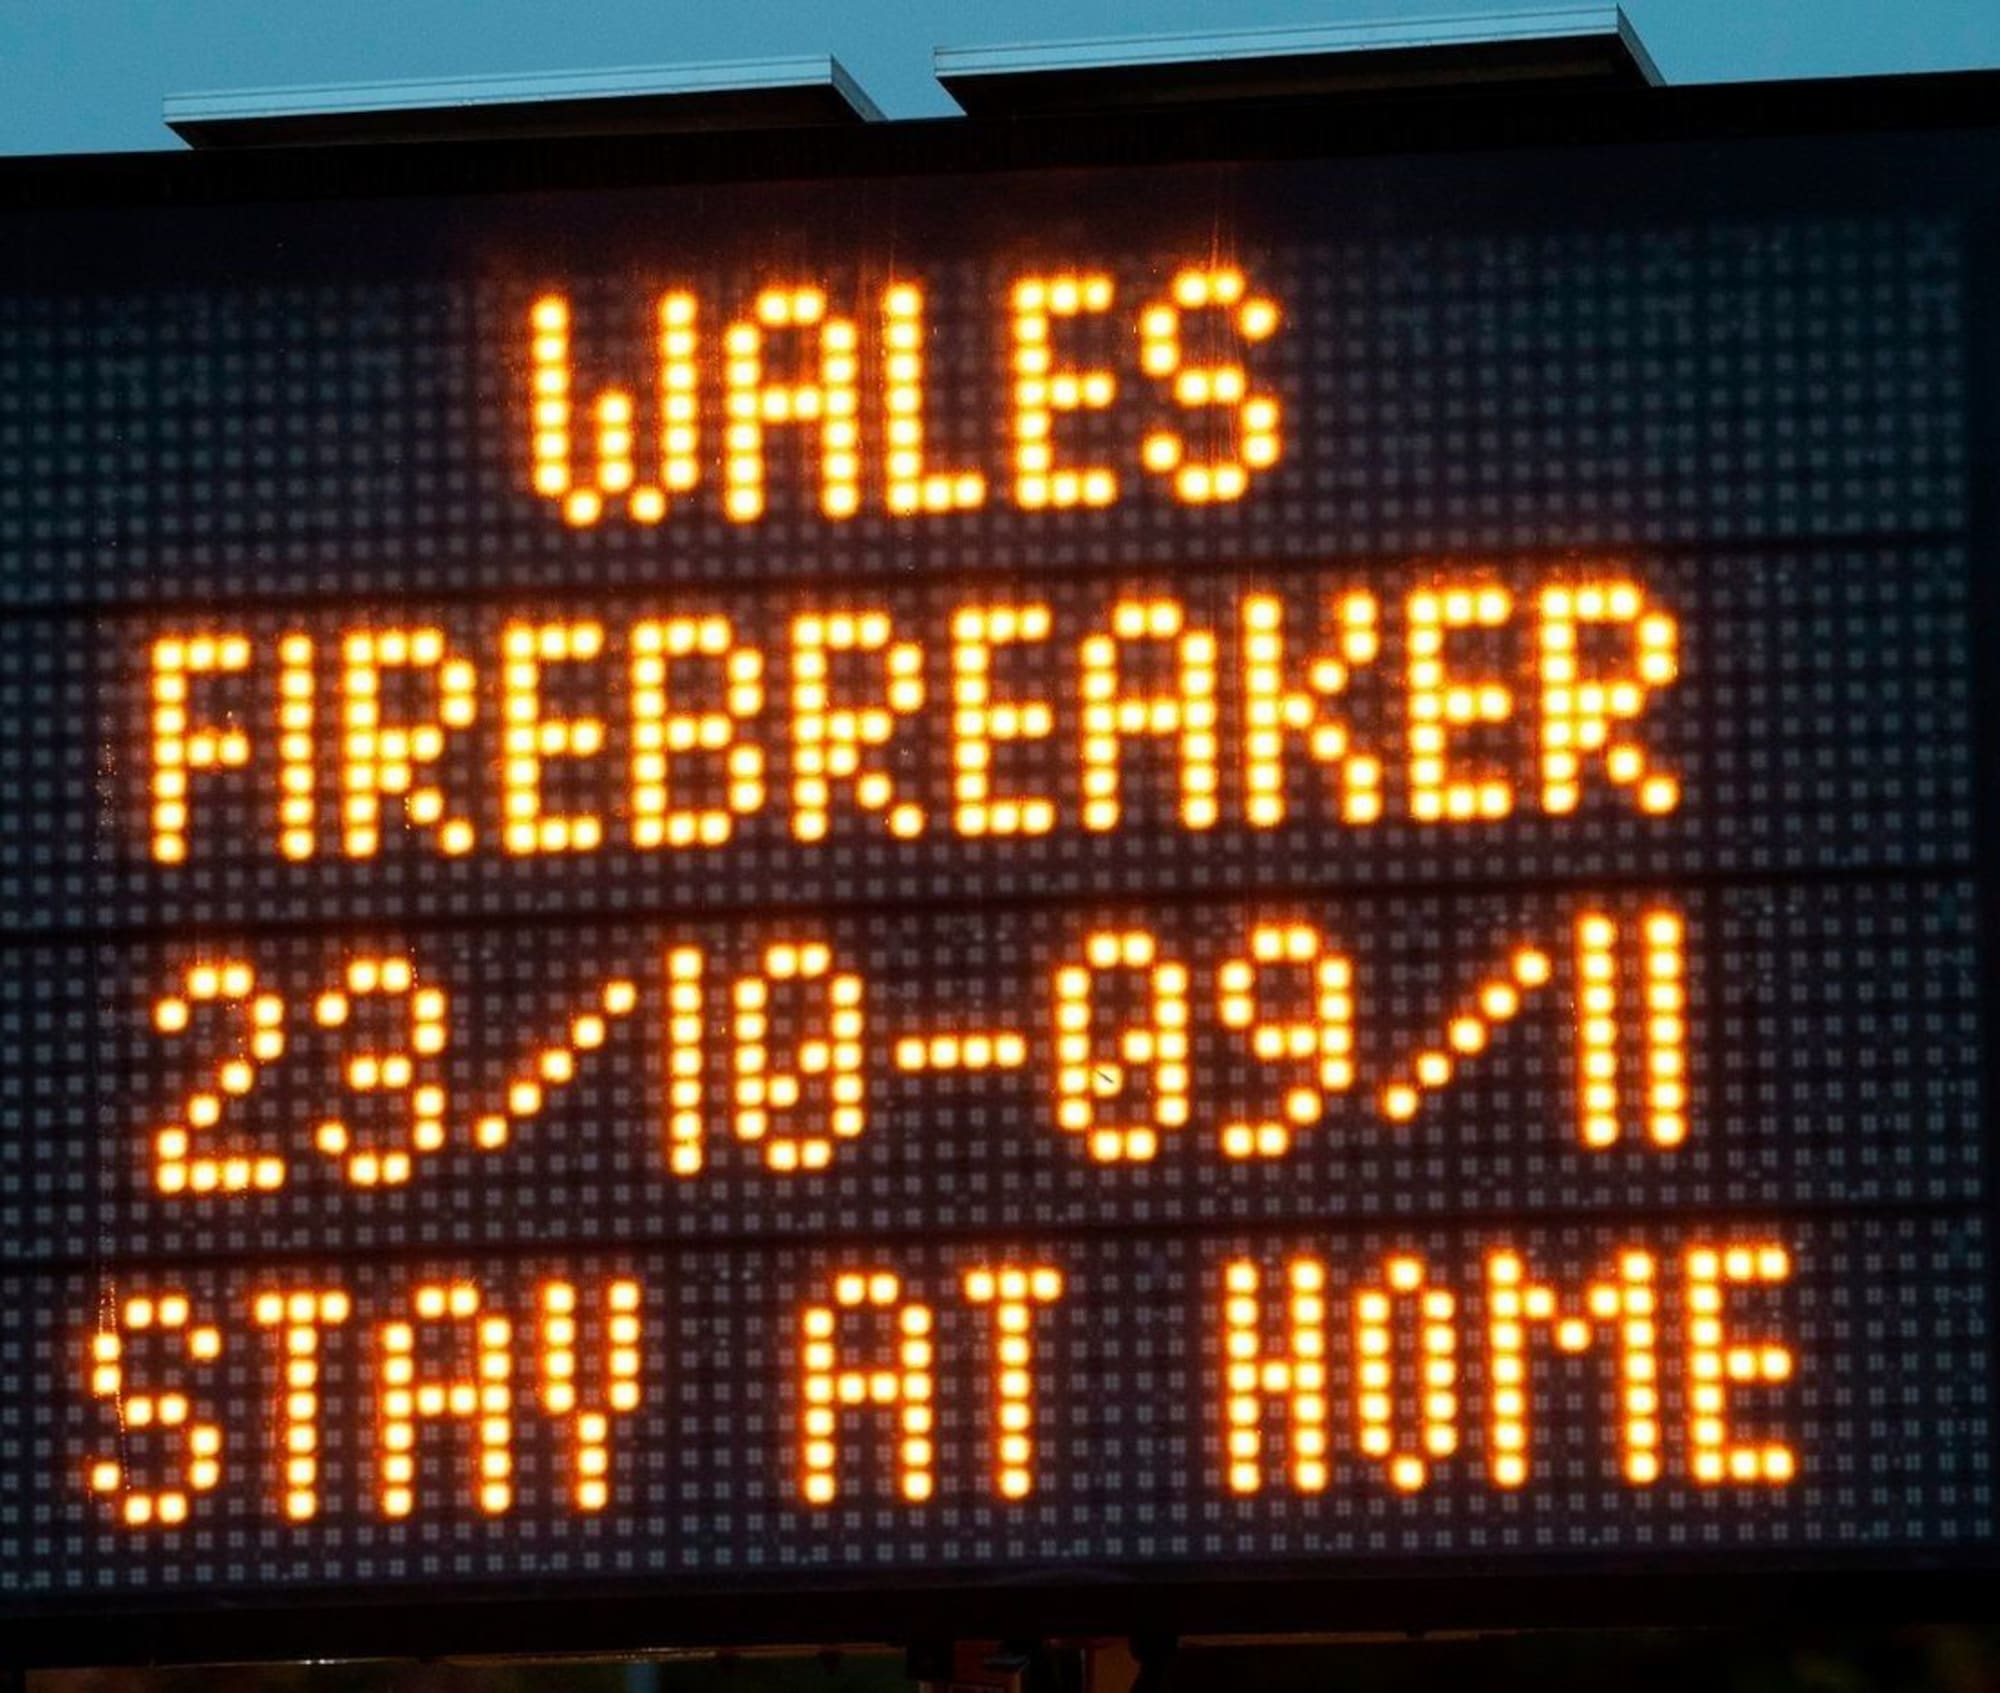 WALES
FIREBREAKER
23/10-09/11
STAY AT HOME